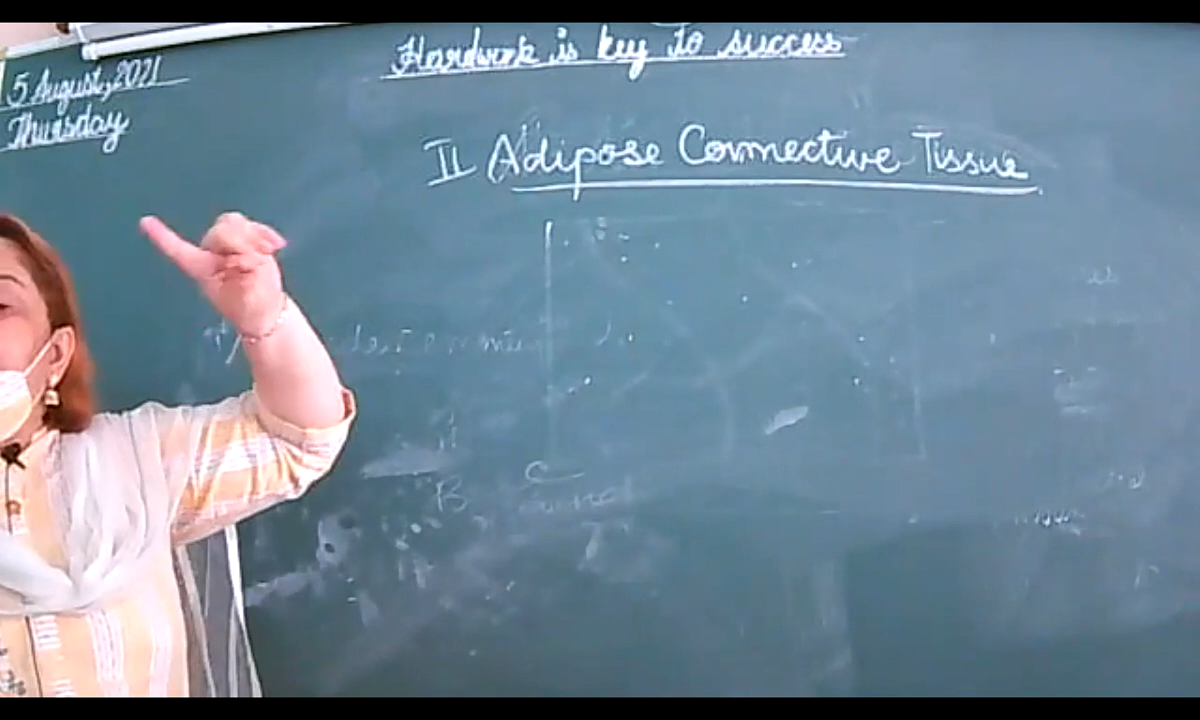 Hardwork is key to success
5 August, 2021
Thursday
II Adipose Connective Tissue